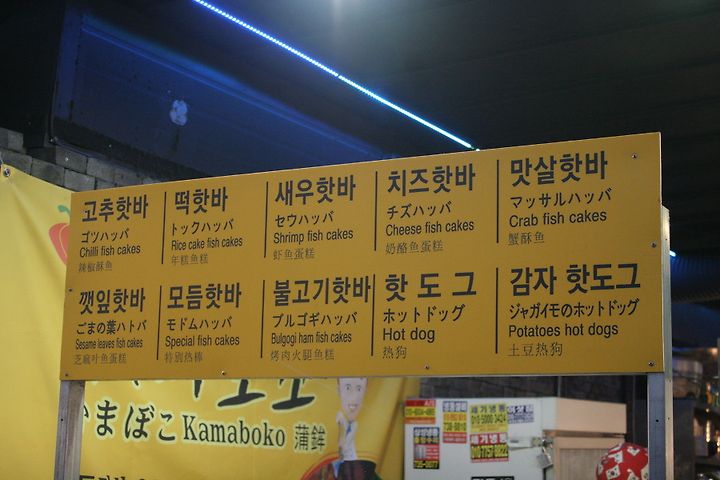 고추핫바
ゴツハッバ
Chilli fish cakes
辣椒酥鱼
떡핫바
トックハッバ
Rice cake fish cakes
年糕鱼糕
새우핫바
セウハッバ
Shrimp fish cakes
虾鱼蛋糕
치즈핫바
チズハッバ
Cheese fish cakes
奶酪鱼蛋糕
맛살핫바
マッサルハッバ
Crab fish cakes
蟹酥鱼
깻잎핫바
ごまの葉ハトバ
Sesame leaves fish cakes
芝麻叶鱼蛋糕
모듬핫바
モドムハッバ
Special fish cakes
特别热棒
불고기핫바
プルゴギハッバ
Bulgogi ham fish cakes
烤肉火腿鱼糕
핫 도 그
ホットドッグ
Hot dog
热狗
감자 핫도그
ジャガイモのホットドッグ
Potatoes hot dogs
土豆热狗
かまぼこ Kamaboko 蒲鉾